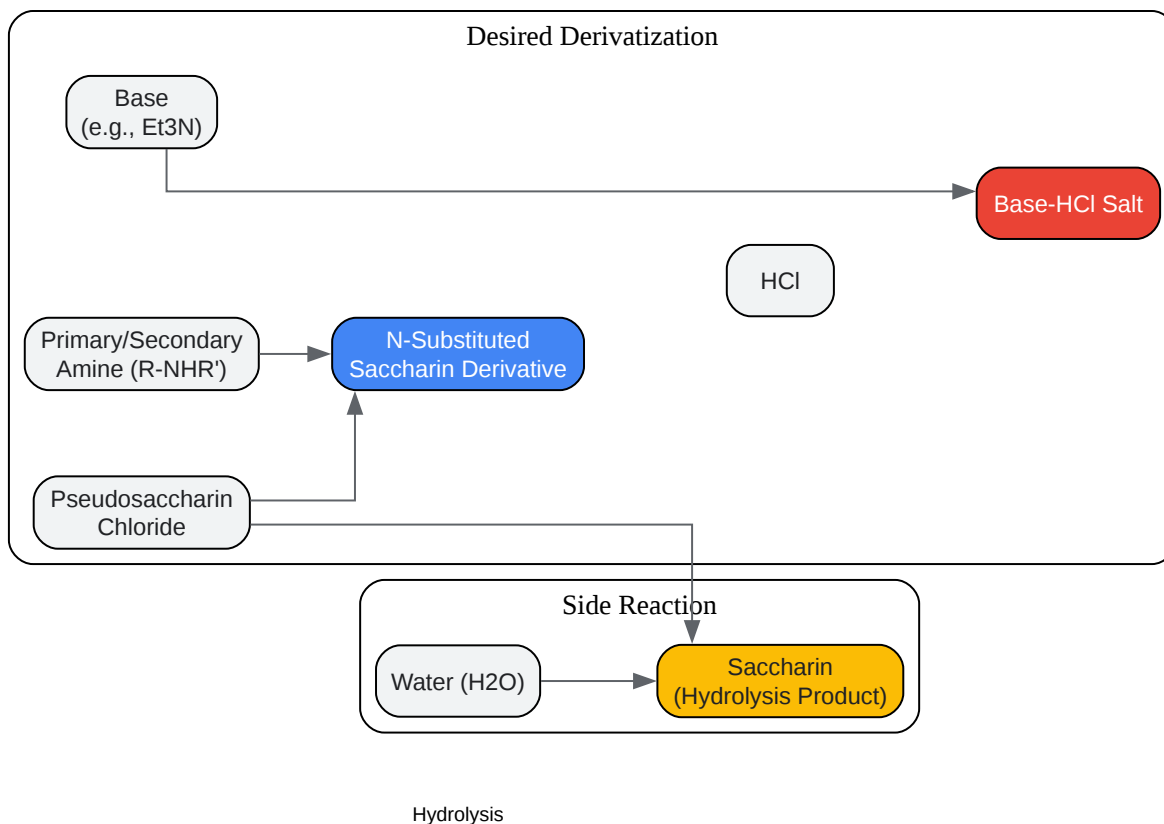 Desired Derivatization
Base
(e.g., Et3N)
Base-HCl Salt
HCl
Primary/Secondary
Amine (R-NHR')
N-Substituted
Saccharin Derivative
Pseudosaccharin
Chloride
Side Reaction
Water (H2O)
Saccharin
(Hydrolysis Product)
Hydrolysis